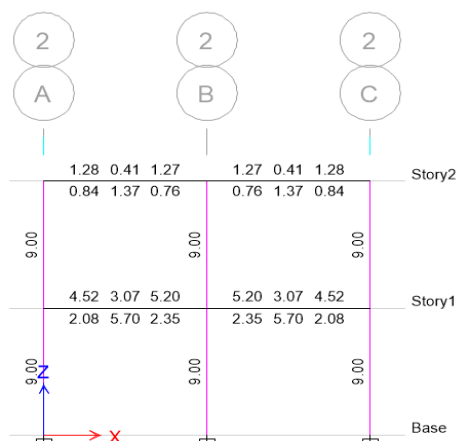 2 2 2
A B C
1.28 0.41 1.27 1.27 0.41 1.28
Story2
0.84 1.37 0.76 0.76 1.37 0.84
9.00 9.00 9.00
4.52 3.07 5.20 5.20 3.07 4.52
Story1
2.08 5.70 2.35 2.35 5.70 2.08
9.00 9.00 9.00
Z
X
Base